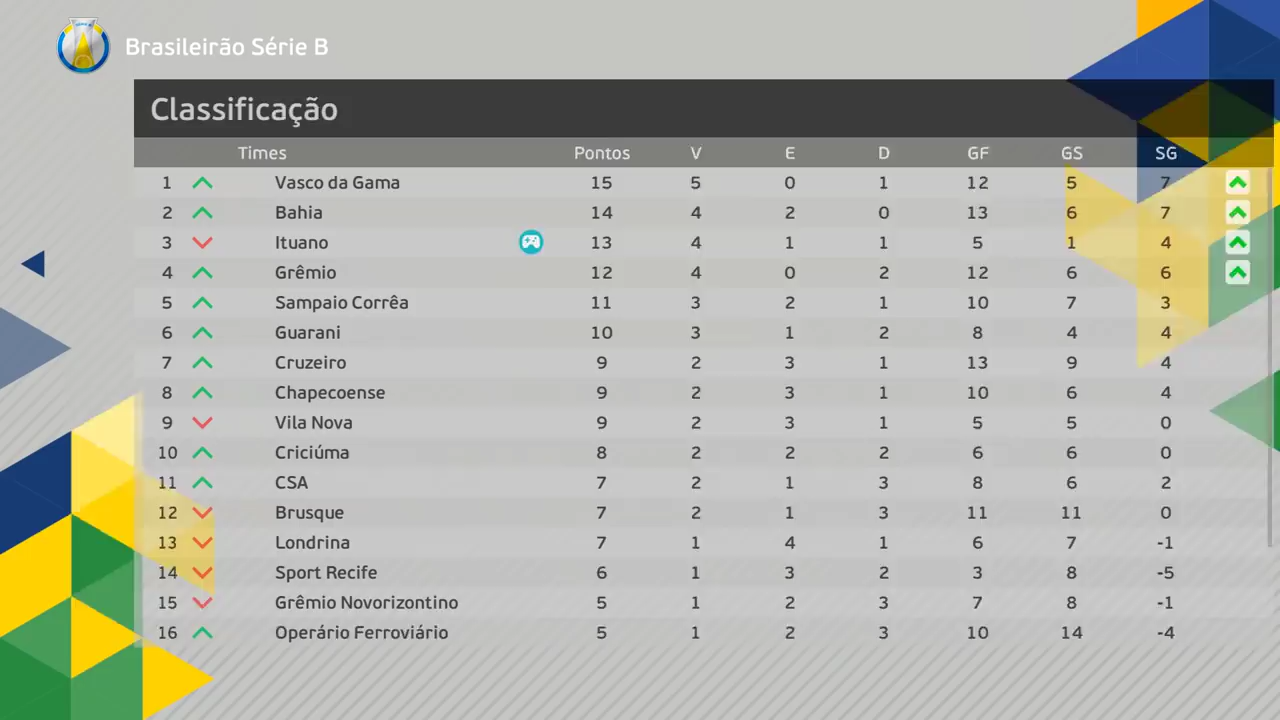 Brasileirão Série B
Classificação
Times Pontos V E D GF GS SG
1 Vasco da Gama 15 5 0 1 12 5 7
2 Bahia 14 4 2 0 13 6 7
3 Ituano 13 4 1 1 5 1 4
4 Grêmio 12 4 0 2 12 6 6
5 Sampaio Corrêa 11 3 2 1 10 7 3
6 Guarani 10 3 1 2 8 4 4
7 Cruzeiro 9 2 3 1 13 9 4
8 Chapecoense 9 2 3 1 10 6 4
9 Vila Nova 9 2 3 1 5 5 0
10 Criciúma 8 2 2 2 6 6 0
11 CSA 7 2 1 3 8 6 2
12 Brusque 7 2 1 3 11 11 0
13 Londrina 7 1 4 1 6 7 -1
14 Sport Recife 6 1 3 2 3 8 -5
15 Grêmio Novorizontino 5 1 2 3 7 8 -1
16 Operário Ferroviário 5 1 2 3 10 14 -4